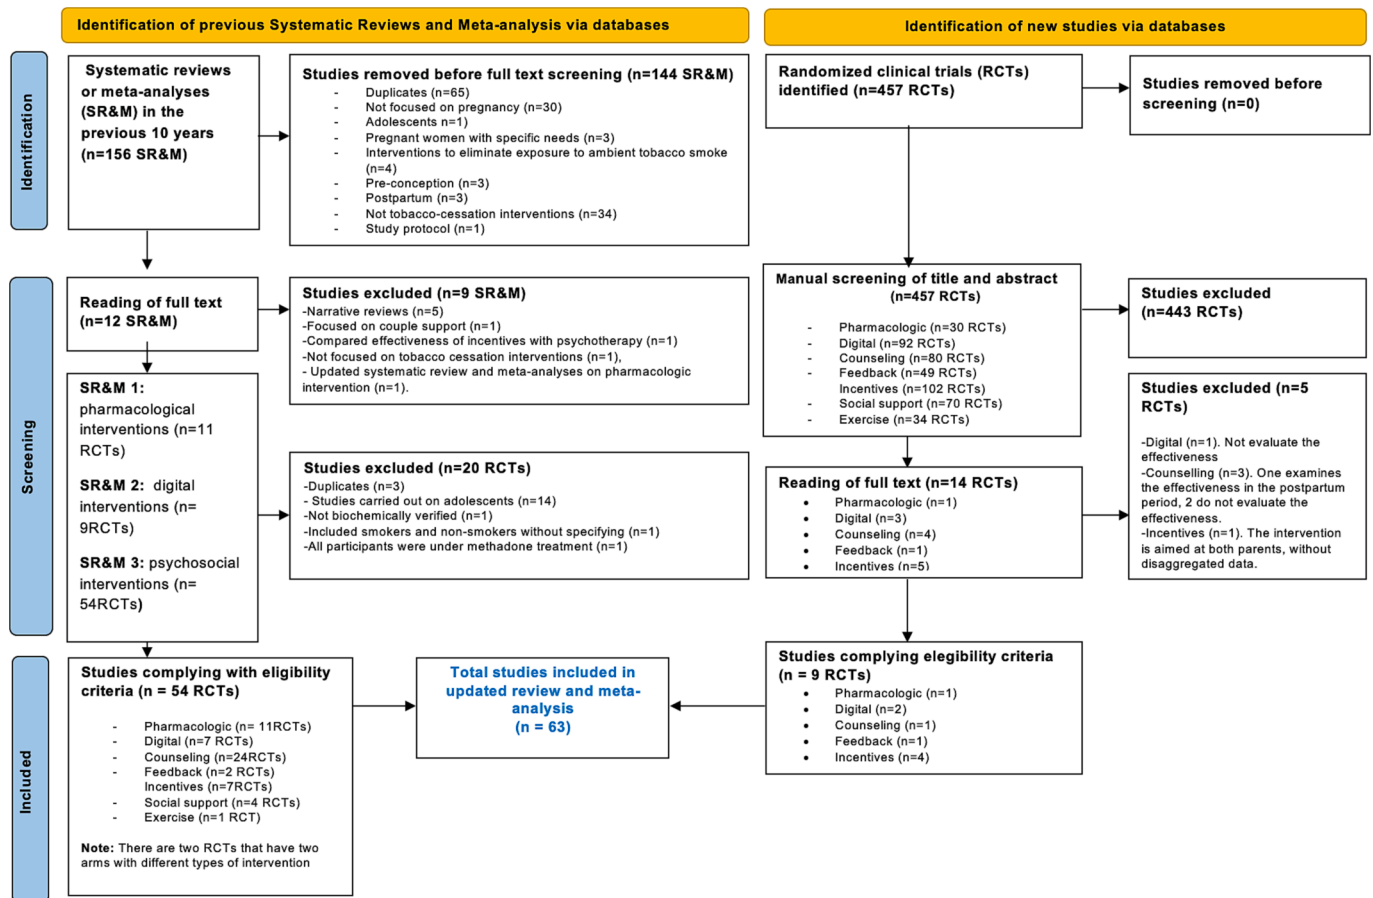 Identification of previous Systematic Reviews and Meta-analysis via databases
Identification of new studies via databases
Identification
Systematic reviews
or meta-analyses
(SR&M) in the
previous 10 years
(n=156 SR&M)
Studies removed before full text screening (n=144 SR&M)
- Duplicates (n=65)
- Not focused on pregnancy (n=30)
- Adolescents n=1)
- Pregnant women with specific needs (n=3)
- Interventions to eliminate exposure to ambient tobacco smoke
(n=4)
- Pre-conception (n=3)
- Postpartum (n=3)
- Not tobacco-cessation interventions (n=34)
- Study protocol (n=1)
Randomized clinical trials (RCTs)
identified (n=457 RCTs)
Studies removed before
screening (n=0)
Screening
Reading of full text
(n=12 SR&M)
Studies excluded (n=9 SR&M)
-Narrative reviews (n=5)
-Focused on couple support (n=1)
-Compared effectiveness of incentives with psychotherapy (n=1)
-Not focused on tobacco cessation interventions (n=1),
- Updated systematic review and meta-analyses on pharmacologic
intervention (n=1).
SR&M 1:
pharmacological
interventions (n=11
RCTs)
SR&M 2: digital
interventions (n=
9RCTs)
SR&M 3: psychosocial
interventions (n=
54RCTs)
Studies excluded (n=20 RCTs)
-Duplicates (n=3)
- Studies carried out on adolescents (n=14)
-Not biochemically verified (n=1)
-Included smokers and non-smokers without specifying (n=1)
-All participants were under methadone treatment (n=1)
Manual screening of title and abstract
(n=457 RCTs)
- Pharmacologic (n=30 RCTs)
- Digital (n=92 RCTs)
- Counseling (n=80 RCTs)
- Feedback (n=49 RCTs)
Incentives (n=102 RCTs)
- Social support (n=70 RCTs)
- Exercise (n=34 RCTs)
Studies excluded
(n=443 RCTs)
Reading of full text (n=14 RCTs)
• Pharmacologic (n=1)
• Digital (n=3)
• Counseling (n=4)
• Feedback (n=1)
• Incentives (n=5)
Studies excluded (n=5
RCTs)
-Digital (n=1). Not evaluate the
effectiveness
-Counselling (n=3). One examines
the effectiveness in the postpartum
period, 2 do not evaluate the
effectiveness.
-Incentives (n=1). The intervention
is aimed at both parents, without
disaggregated data.
Included
Studies complying with eligibility
criteria (n = 54 RCTs)
- Pharmacologic (n= 11RCTs)
- Digital (n=7 RCTs)
- Counseling (n=24RCTs)
- Feedback (n=2 RCTs)
Incentives (n=7RCTs)
- Social support (n=4 RCTs)
- Exercise (n=1 RCT)
Note: There are two RCTs that have two
arms with different types of intervention
Total studies included in
updated review and meta-
analysis
(n = 63)
Studies complying elegibility criteria
(n = 9 RCTs)
• Pharmacologic (n=1)
• Digital (n=2)
• Counseling (n=1)
• Feedback (n=1)
• Incentives (n=4)